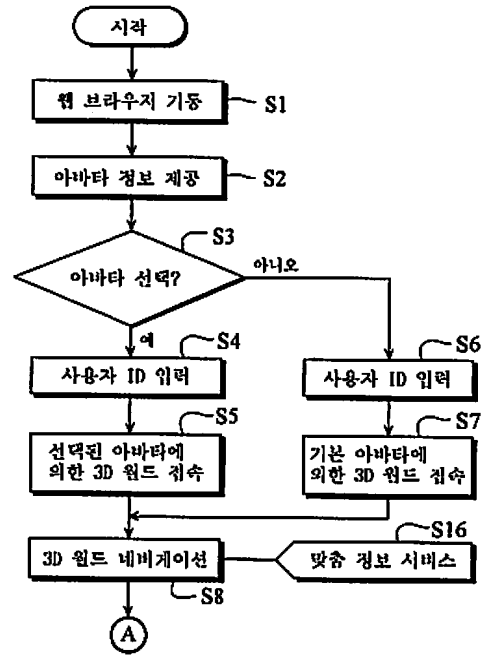 시작
웹 브라우저 기동
S1
아바타 정보 제공
S2
S3
아바타 선택?
아니오
예
S4
사용자 ID 입력
S6
사용자 ID 입력
S5
선택된 아바타에
의한 3D 월드 접속
S7
기본 아바타에
의한 3D 월드 접속
S16
3D 월드 네비게이션
맞춤 정보 서비스
S8
A